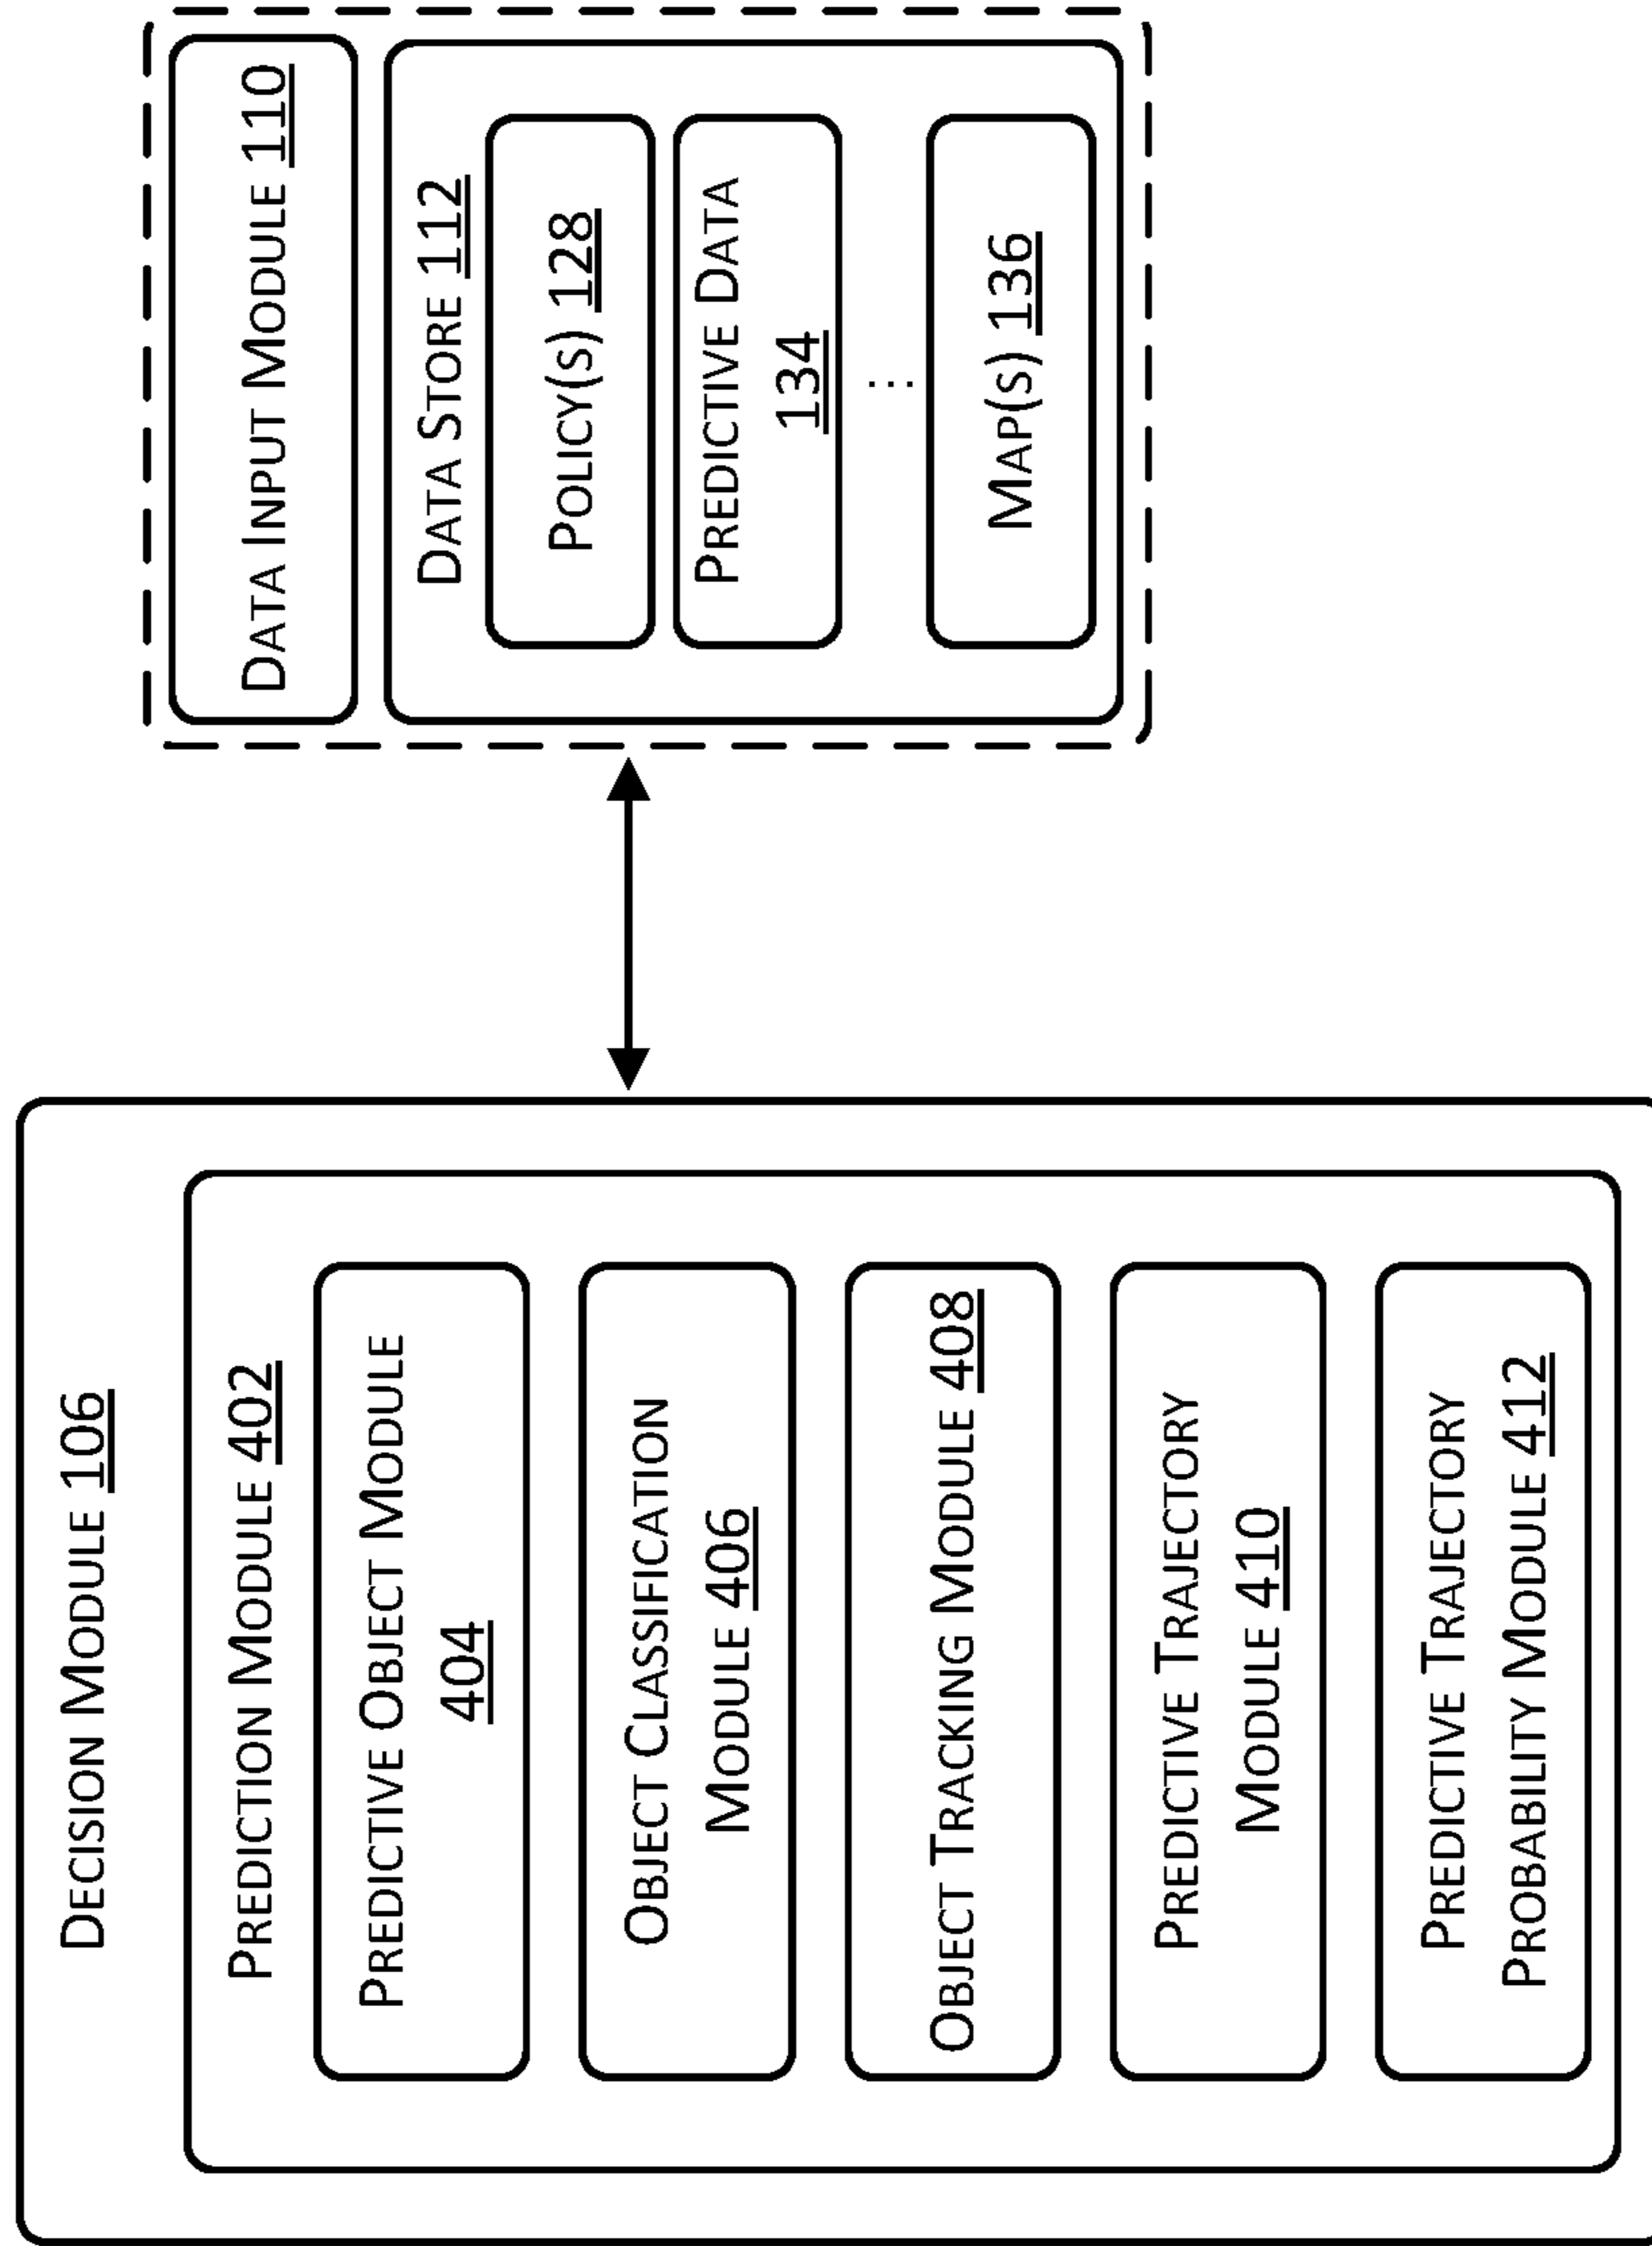 DECISION MODULE 106
PREDICTION MODULE 402
PREDICTIVE OBJECT MODULE
404
OBJECT CLASSIFICATION
MODULE 406
OBJECT TRACKING MODULE 408
PREDICTIVE TRAJECTORY
MODULE 410
PREDICTIVE TRAJECTORY
PROBABILITY MODULE 412
DATA INPUT MODULE 110
DATA STORE 112
POLICY(S) 128
PREDICTIVE DATA
134
...
MAP(S) 136